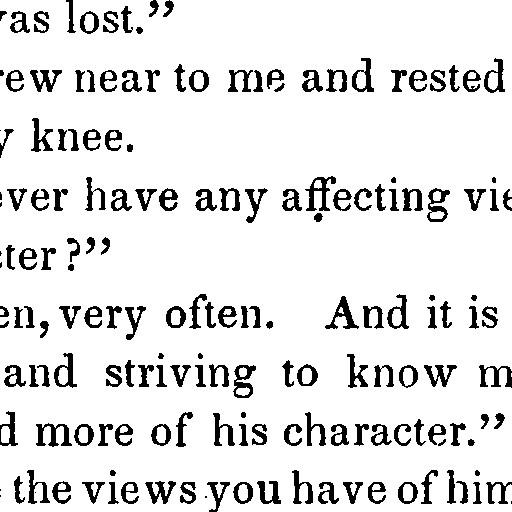 was lost.”
rew near to me and rested
y knee.
ever have any affecting vie
cter?”
en, very often. And it is
and striving to know m
d more of his character.”
the views you have of him